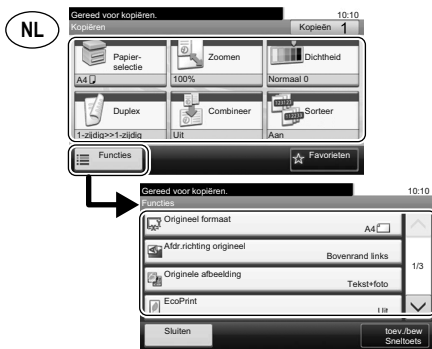 NL
Gereed voor kopiëren. 10:10
Kopiëren Kopieën 1
Papier-
selectie
Zoomen
Dichtheid
A4 100% Normaal 0
Duplex
Combineer
Sorteer
1-zijdig>>1-zijdig Uit Aan
Functies Favorieten
Gereed voor kopiëren. 10:10
Functies
Origineel formaat
A4
Afdr.richting origineel
Bovenrand links
1/3
Originele afbeelding
Tekst+foto
EcoPrint
Uit
Sluiten
toev./bew
Sneltoets